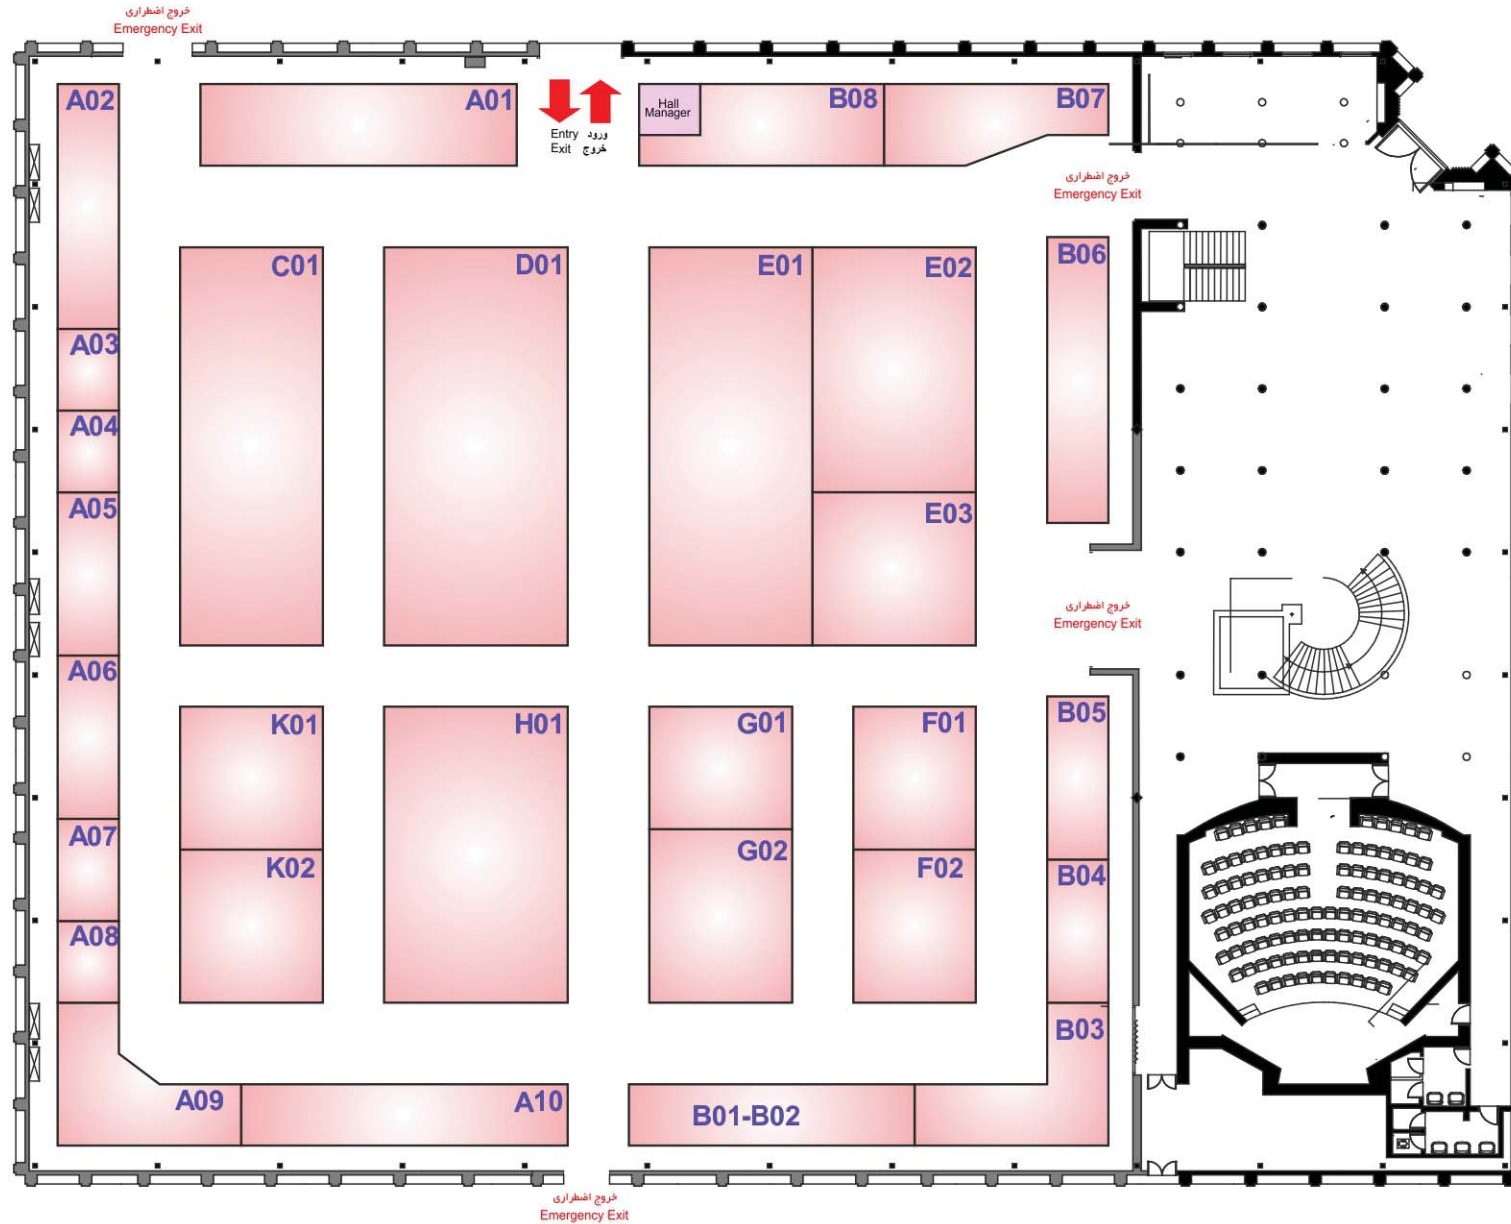 خروج اضطراری
Emergency Exit
A02
A01
Entry
Exit
ورود
خروج
Hall
Manager
B08
B07
خروج اضطراری
Emergency Exit
C01
D01
E01
E02
B06
A03
A04
A05
E03
خروج اضطراری
Emergency Exit
A06
K01
H01
G01
F01
B05
A07
K02
G02
F02
B04
A08
B03
A09
A10
B01-B02
خروج اضطراری
Emergency Exit